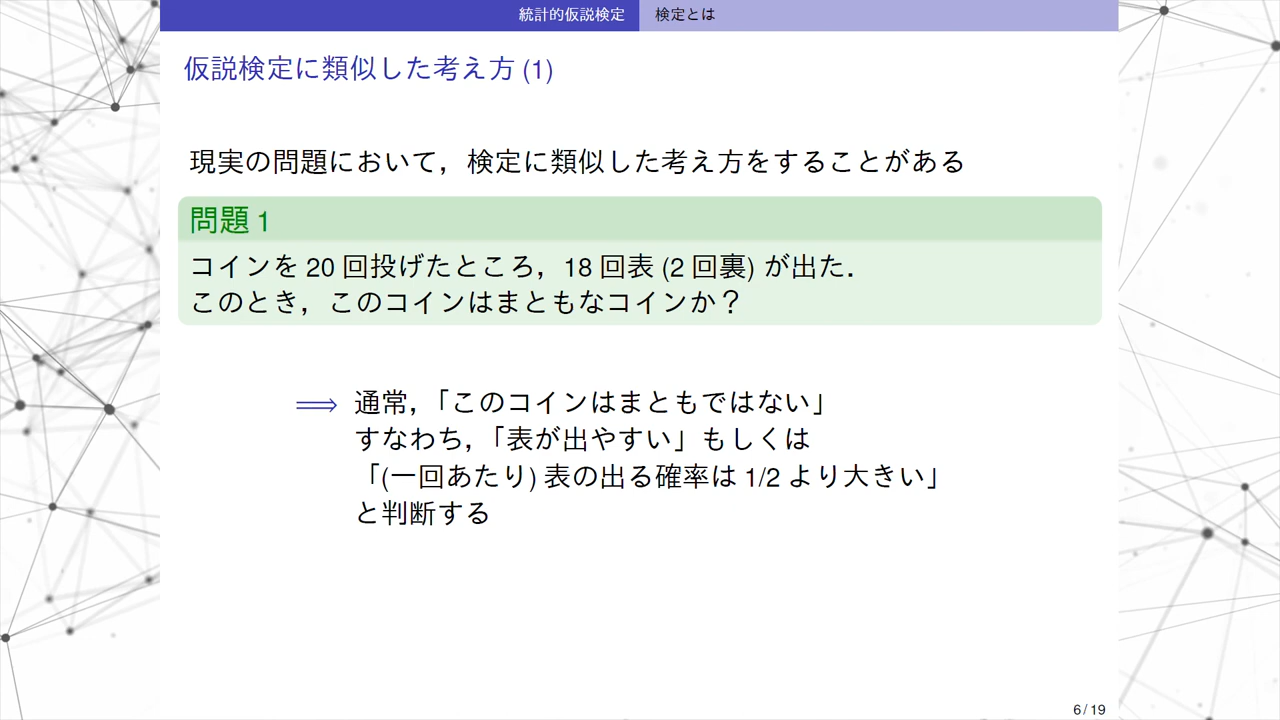 統計的仮説検定 検定とは
仮説検定に類似した考え方 (1)
現実の問題において，検定に類似した考え方をすることがある
問題 1
コインを 20 回投げたところ，18 回表 (2 回裏) が出た．
このとき，このコインはまともなコインか？
⟹ 通常，「このコインはまともではない」
すなわち，「表が出やすい」もしくは
「(一回あたり) 表の出る確率は 1/2 より大きい」
と判断する
6 / 19